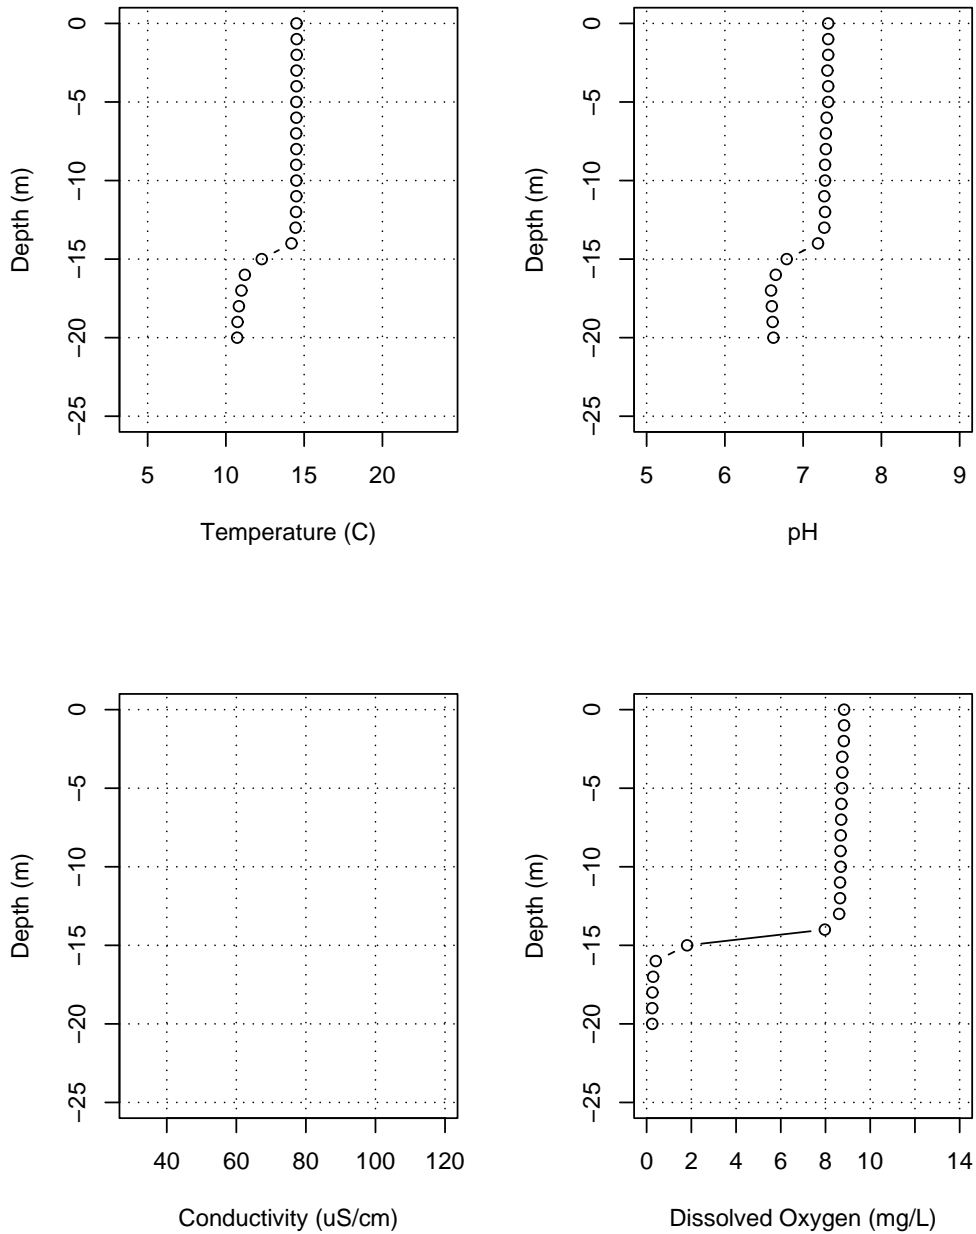 0
−5
−10
−15
−20
−25
Depth (m)
5 10 15 20
Temperature (C)
0
−5
−10
−15
−20
−25
Depth (m)
5 6 7 8 9
pH
0
−5
−10
−15
−20
−25
Depth (m)
40 60 80 100 120
Conductivity (uS/cm)
0
−5
−10
−15
−20
−25
Depth (m)
0 2 4 6 8 10 14
Dissolved Oxygen (mg/L)